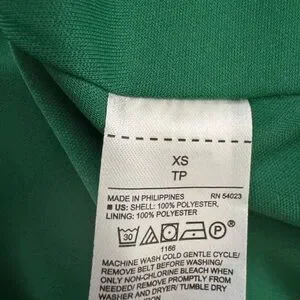 XS
TP
MADE IN PHILIPPINES RN 54023
■ US: SHELL: 100% POLYESTER,
LINING: 100% POLYESTER
30 P
1166
MACHINE WASH COLD GENTLE CYCLE/
REMOVE BELT BEFORE WASHING/
ONLY NON-CHLORINE BLEACH WHEN
NEEDED/ REMOVE PROMPTLY FROM
WASHER AND DRYER/ TUMBLE DRY